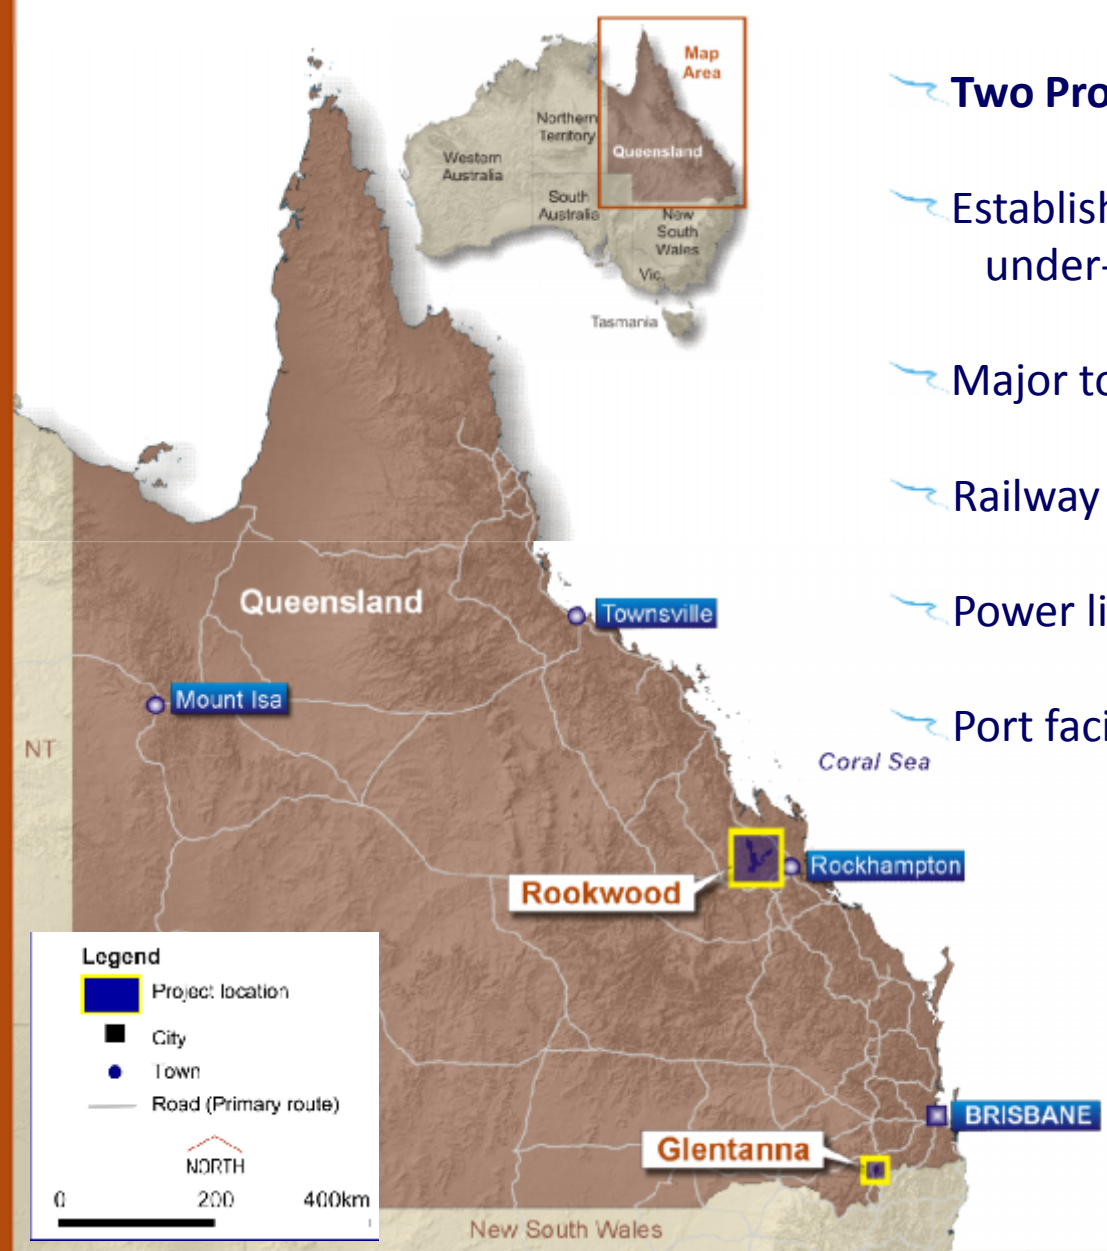 Map
Area
Northern
Territory
Queensland
Western
Australia
South
Australia
New
South
Wales
Vic.
Tasmania
Two Pro
Establish
under-
Major to
Railway
Power li
Port faci
Queensland
Townsville
Mount Isa
NT
Coral Sea
Rockhampton
Rookwood
Legend
Project location
City
Town
Road (Primary route)
NORTH
0 200 400km
BRISBANE
Glentanna
New South Wales